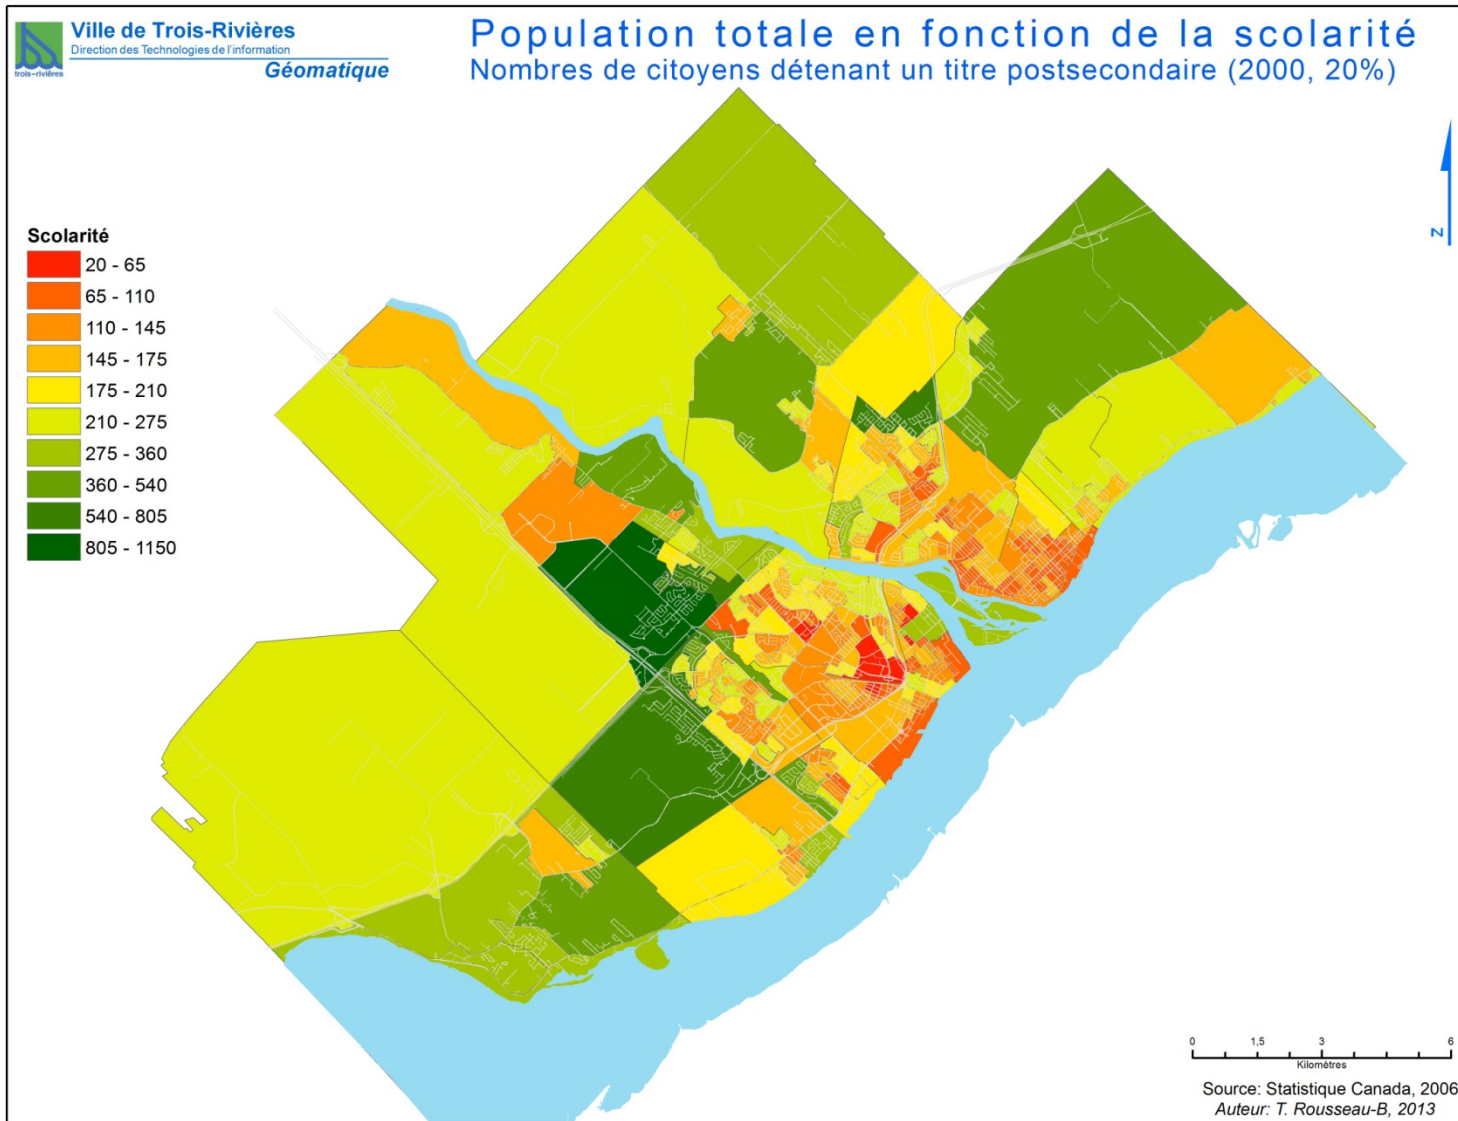 trois-rivières
Ville de Trois-Rivières
Direction des Technologies de l'information
Géomatique
Population totale en fonction de la scolarité
Nombres de citoyens détenant un titre postsecondaire (2000, 20%)
N
Scolarité
20 - 65
65 - 110
110 - 145
145 - 175
175 - 210
210 - 275
275 - 360
360 - 540
540 - 805
805 - 1150
0 1,5 3 6
Kilomètres
Source: Statistique Canada, 2006
Auteur: T. Rousseau-B, 2013